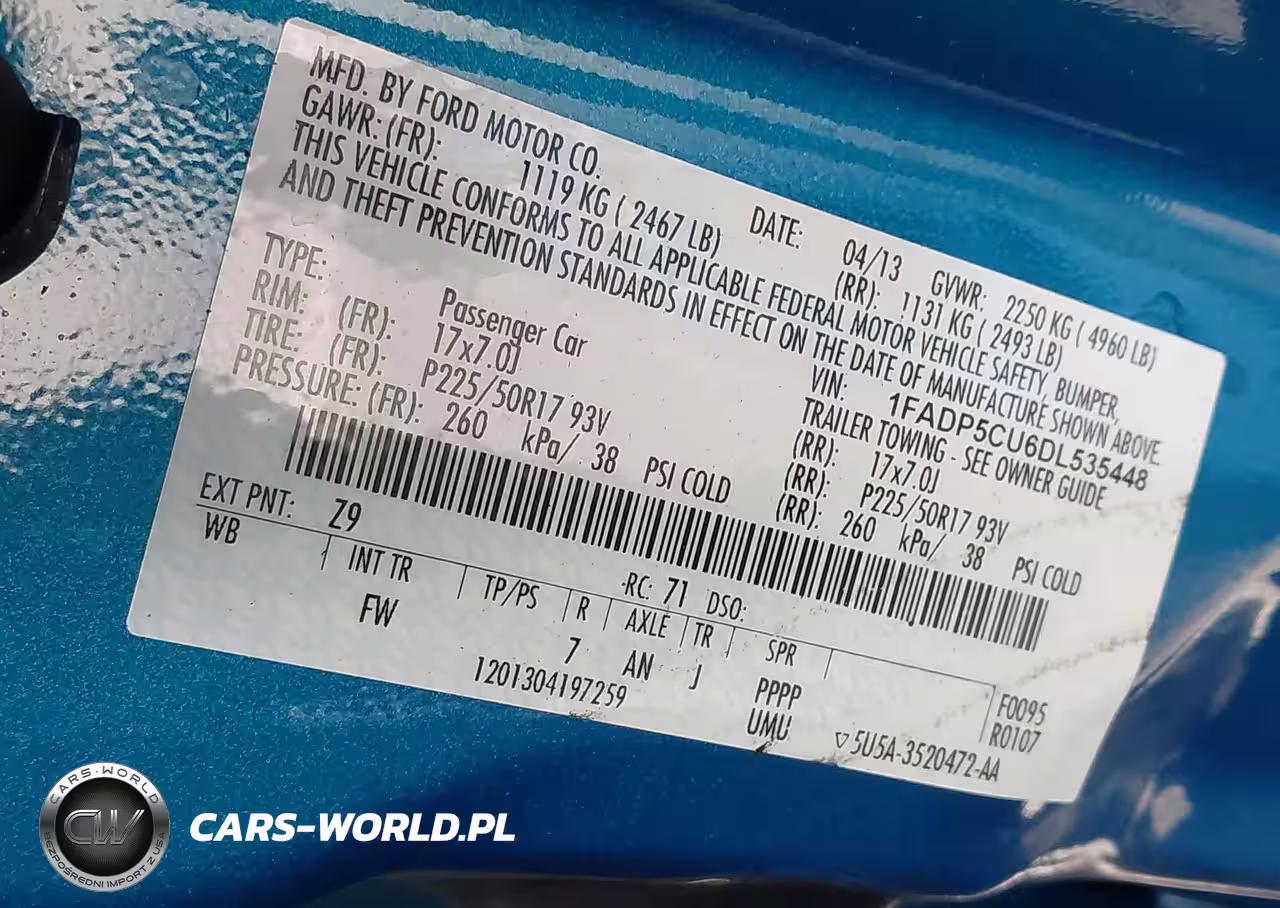 MFD. BY FORD MOTOR CO. DATE: 04/13 GVWR: 2250 KG ( 4960 LB)
GAWR: (FR): 1119 KG ( 2467 LB) (RR): 1131 KG ( 2493 LB)
THIS VEHICLE CONFORMS TO ALL APPLICABLE FEDERAL MOTOR VEHICLE SAFETY, BUMPER,
AND THEFT PREVENTION STANDARDS IN EFFECT ON THE DATE OF MANUFACTURE SHOWN ABOVE.
VIN: 1FADP5CU6DL535448
TYPE: Passenger Car TRAILER TOWING - SEE OWNER GUIDE
RIM: (FR): 17x7.0J (RR): 17x7.0J
TIRE: (FR): P225/50R17 93V (RR): P225/50R17 93V
PRESSURE: (FR): 260 kPa/ 38 PSI COLD (RR): 260 kPa/ 38 PSI COLD
EXT PNT: Z9 RC: 71 DSO:
WB INT TR TP/PS R AXLE TR SPR
FW 7 AN J PPPP F0095
1201304197259 UMU R0107
▽5U5A-3520472-AA
CARS-WORLD
CW
BEZPOŚREDNI IMPORT Z USA
CARS-WORLD.PL